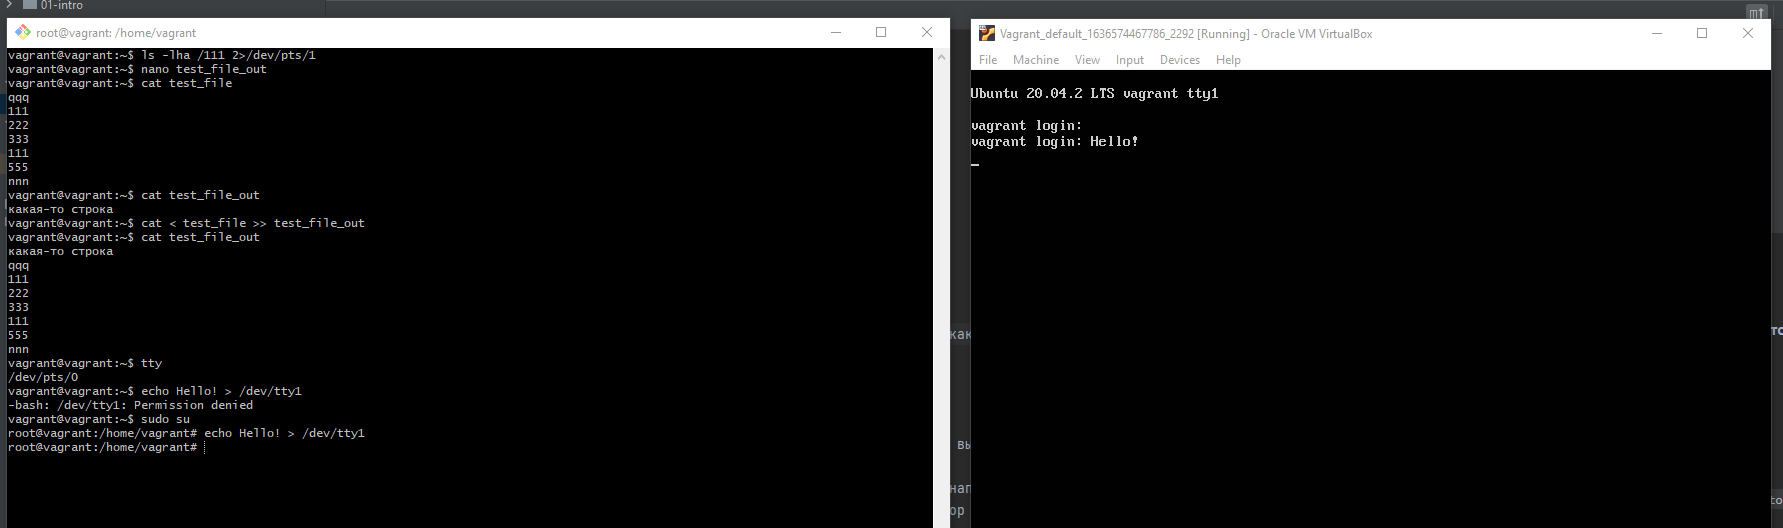 01-intro
root@vagrant: /home/vagrant
vagrant@vagrant:~$ ls -lha /111 2>/dev/pts/1
vagrant@vagrant:~$ nano test_file_out
vagrant@vagrant:~$ cat test_file
qqq
111
222
333
111
555
nnn
vagrant@vagrant:~$ cat test_file_out
какая-то строка
vagrant@vagrant:~$ cat < test_file >> test_file_out
vagrant@vagrant:~$ cat test_file_out
какая-то строка
qqq
111
222
333
111
555
nnn
vagrant@vagrant:~$ tty
/dev/pts/0
vagrant@vagrant:~$ echo Hello! > /dev/tty1
-bash: /dev/tty1: Permission denied
vagrant@vagrant:~$ sudo su
root@vagrant:/home/vagrant# echo Hello! > /dev/tty1
root@vagrant:/home/vagrant#
Vagrant_default_1636574467786_2292 [Running] - Oracle VM VirtualBox
File Machine View Input Devices Help
Ubuntu 20.04.2 LTS vagrant tty1
vagrant login:
vagrant login: Hello!
как
вы
нап
ор